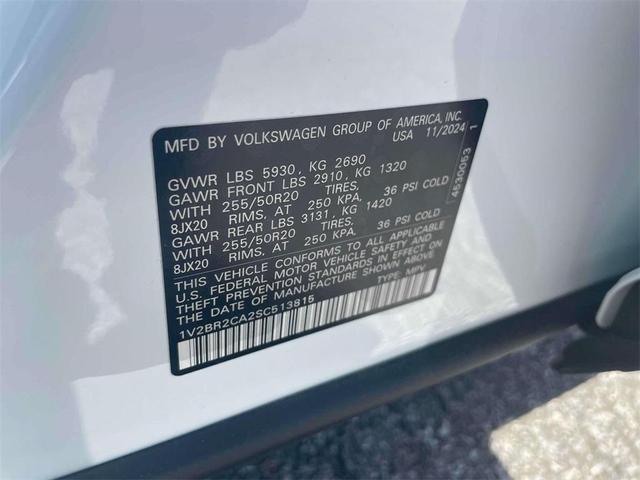 MFD BY VOLKSWAGEN GROUP OF AMERICA, INC.
USA 11/2024
GVWR LBS 5930, KG 2690
GAWR FRONT LBS 2910, KG 1320
WITH 255/50R20 TIRES,
8JX20 RIMS, AT 250 KPA, 36 PSI COLD
GAWR REAR LBS 3131, KG 1420
WITH 255/50R20 TIRES,
8JX20 RIMS, AT 250 KPA, 36 PSI COLD
THIS VEHICLE CONFORMS TO ALL APPLICABLE
U.S. FEDERAL MOTOR VEHICLE SAFETY AND
THEFT PREVENTION STANDARDS IN EFFECT ON
THE DATE OF MANUFACTURE SHOWN ABOVE
1V2BR2CA2SC513815 TYPE: MPV
4530053 1